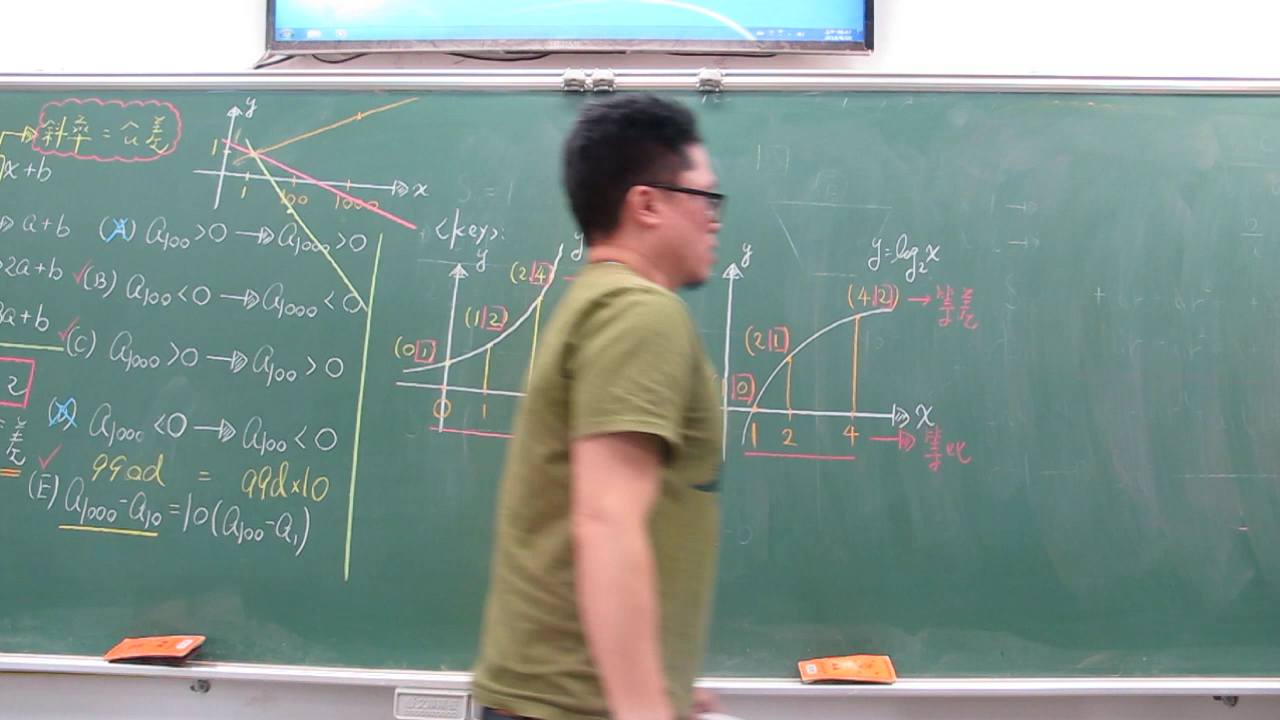 斜率=公差
x+b
y
1
x
1
100
1000
a+b
(A) a₁₀₀>0 → a₁₀₀₀>0
2a+b
✓(B) a₁₀₀<0 → a₁₀₀₀<0
3a+b
✓(C) a₁₀₀₀>0 → a₁₀₀>0
2
(D) a₁₀₀₀<0 → a₁₀₀<0
99ad = 99d×10
✓(E) a₁₀₀₀-a₁₀=10(a₁₀₀-a₁)
<key>:
y
(2,4)
(1,2)
(0,1)
0
1
y
y=log₂x
(4,2) → 等差
(2,1)
0)
x
1
2
4 → 等比